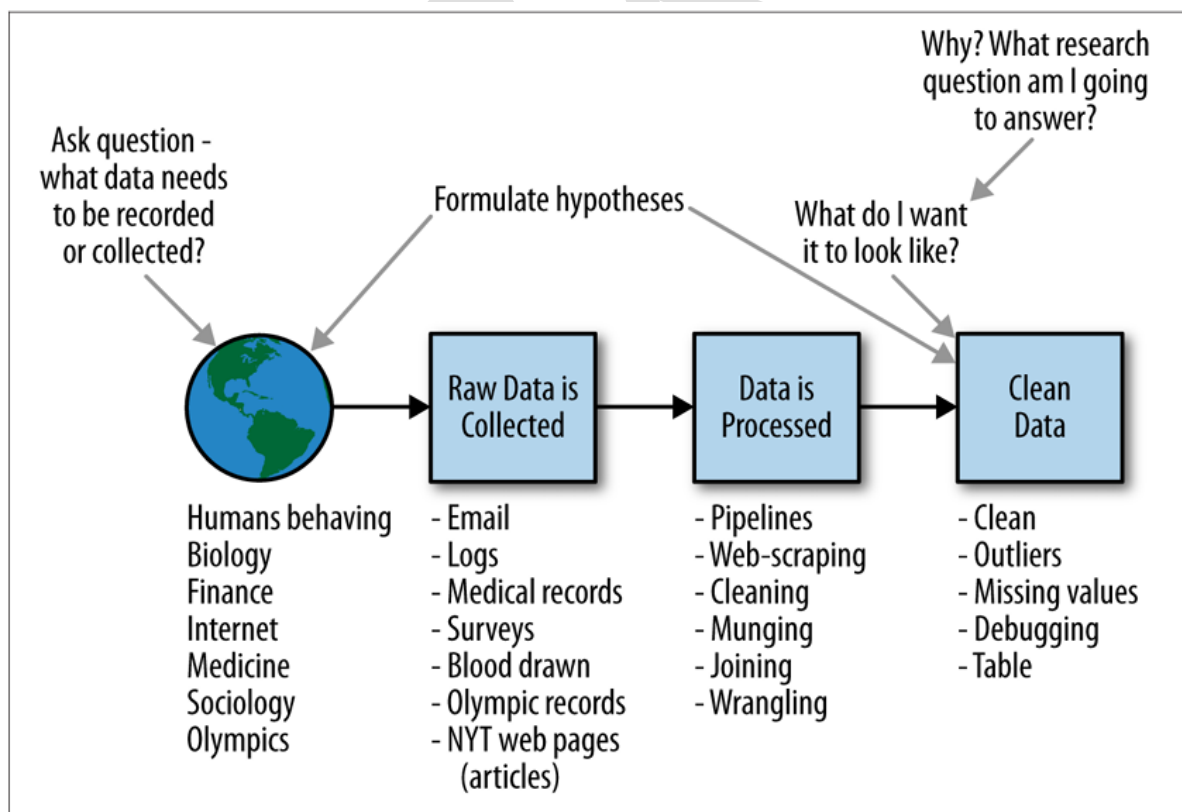 Why? What research
question am I going
to answer?
Ask question -
what data needs
to be recorded
or collected?
Formulate hypotheses
What do I want
it to look like?
Raw Data is
Collected
Data is
Processed
Clean
Data
Humans behaving
Biology
Finance
Internet
Medicine
Sociology
Olympics
- Email
- Logs
- Medical records
- Surveys
- Blood drawn
- Olympic records
- NYT web pages
(articles)
- Pipelines
- Web-scraping
- Cleaning
- Munging
- Joining
- Wrangling
- Clean
- Outliers
- Missing values
- Debugging
- Table